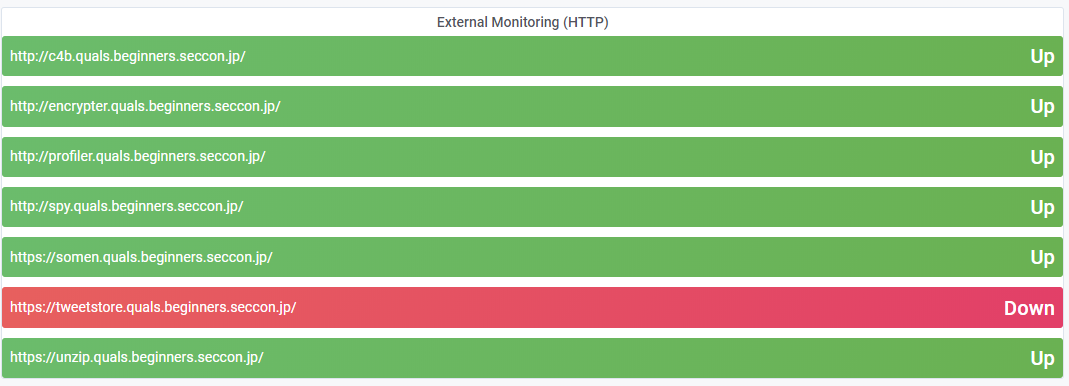 External Monitoring (HTTP)
http://c4b.quals.beginners.seccon.jp/ Up
http://encrypter.quals.beginners.seccon.jp/ Up
http://profiler.quals.beginners.seccon.jp/ Up
http://spy.quals.beginners.seccon.jp/ Up
https://somen.quals.beginners.seccon.jp/ Up
https://tweetstore.quals.beginners.seccon.jp/ Down
https://unzip.quals.beginners.seccon.jp/ Up